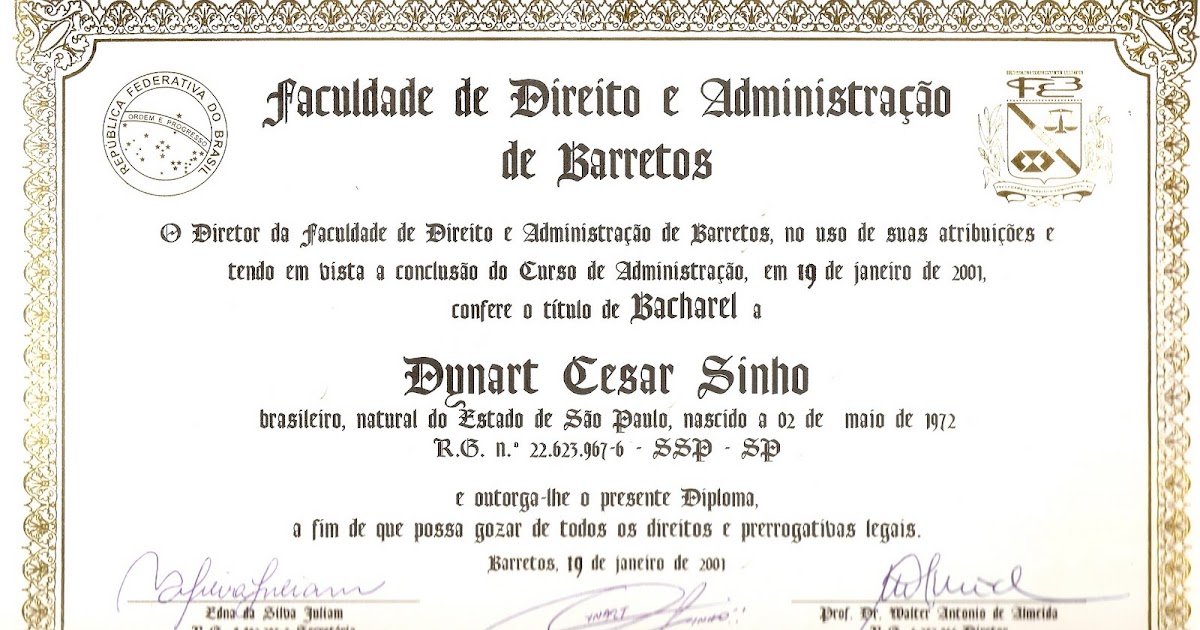 REPÚBLICA FEDERATIVA DO BRASIL
ORDEM E PROGRESSO
Faculdade de Direito e Administração
de Barretos
O Diretor da Faculdade de Direito e Administração de Barretos, no uso de suas atribuições e
tendo em vista a conclusão do Curso de Administração, em 19 de janeiro de 2001,
confere o título de Bacharel a
Dynart Cesar Sinho
brasileiro, natural do Estado de São Paulo, nascido a 02 de maio de 1972
R.G. n.º 22.623.967-6 - SSP - SP
e outorga-lhe o presente Diploma,
a fim de que possa gozar de todos os direitos e prerrogativas legais.
Barretos, 19 de janeiro de 2001
Edna da Silva Juliam
Prof. Dr. Walter Antonio de Almeida